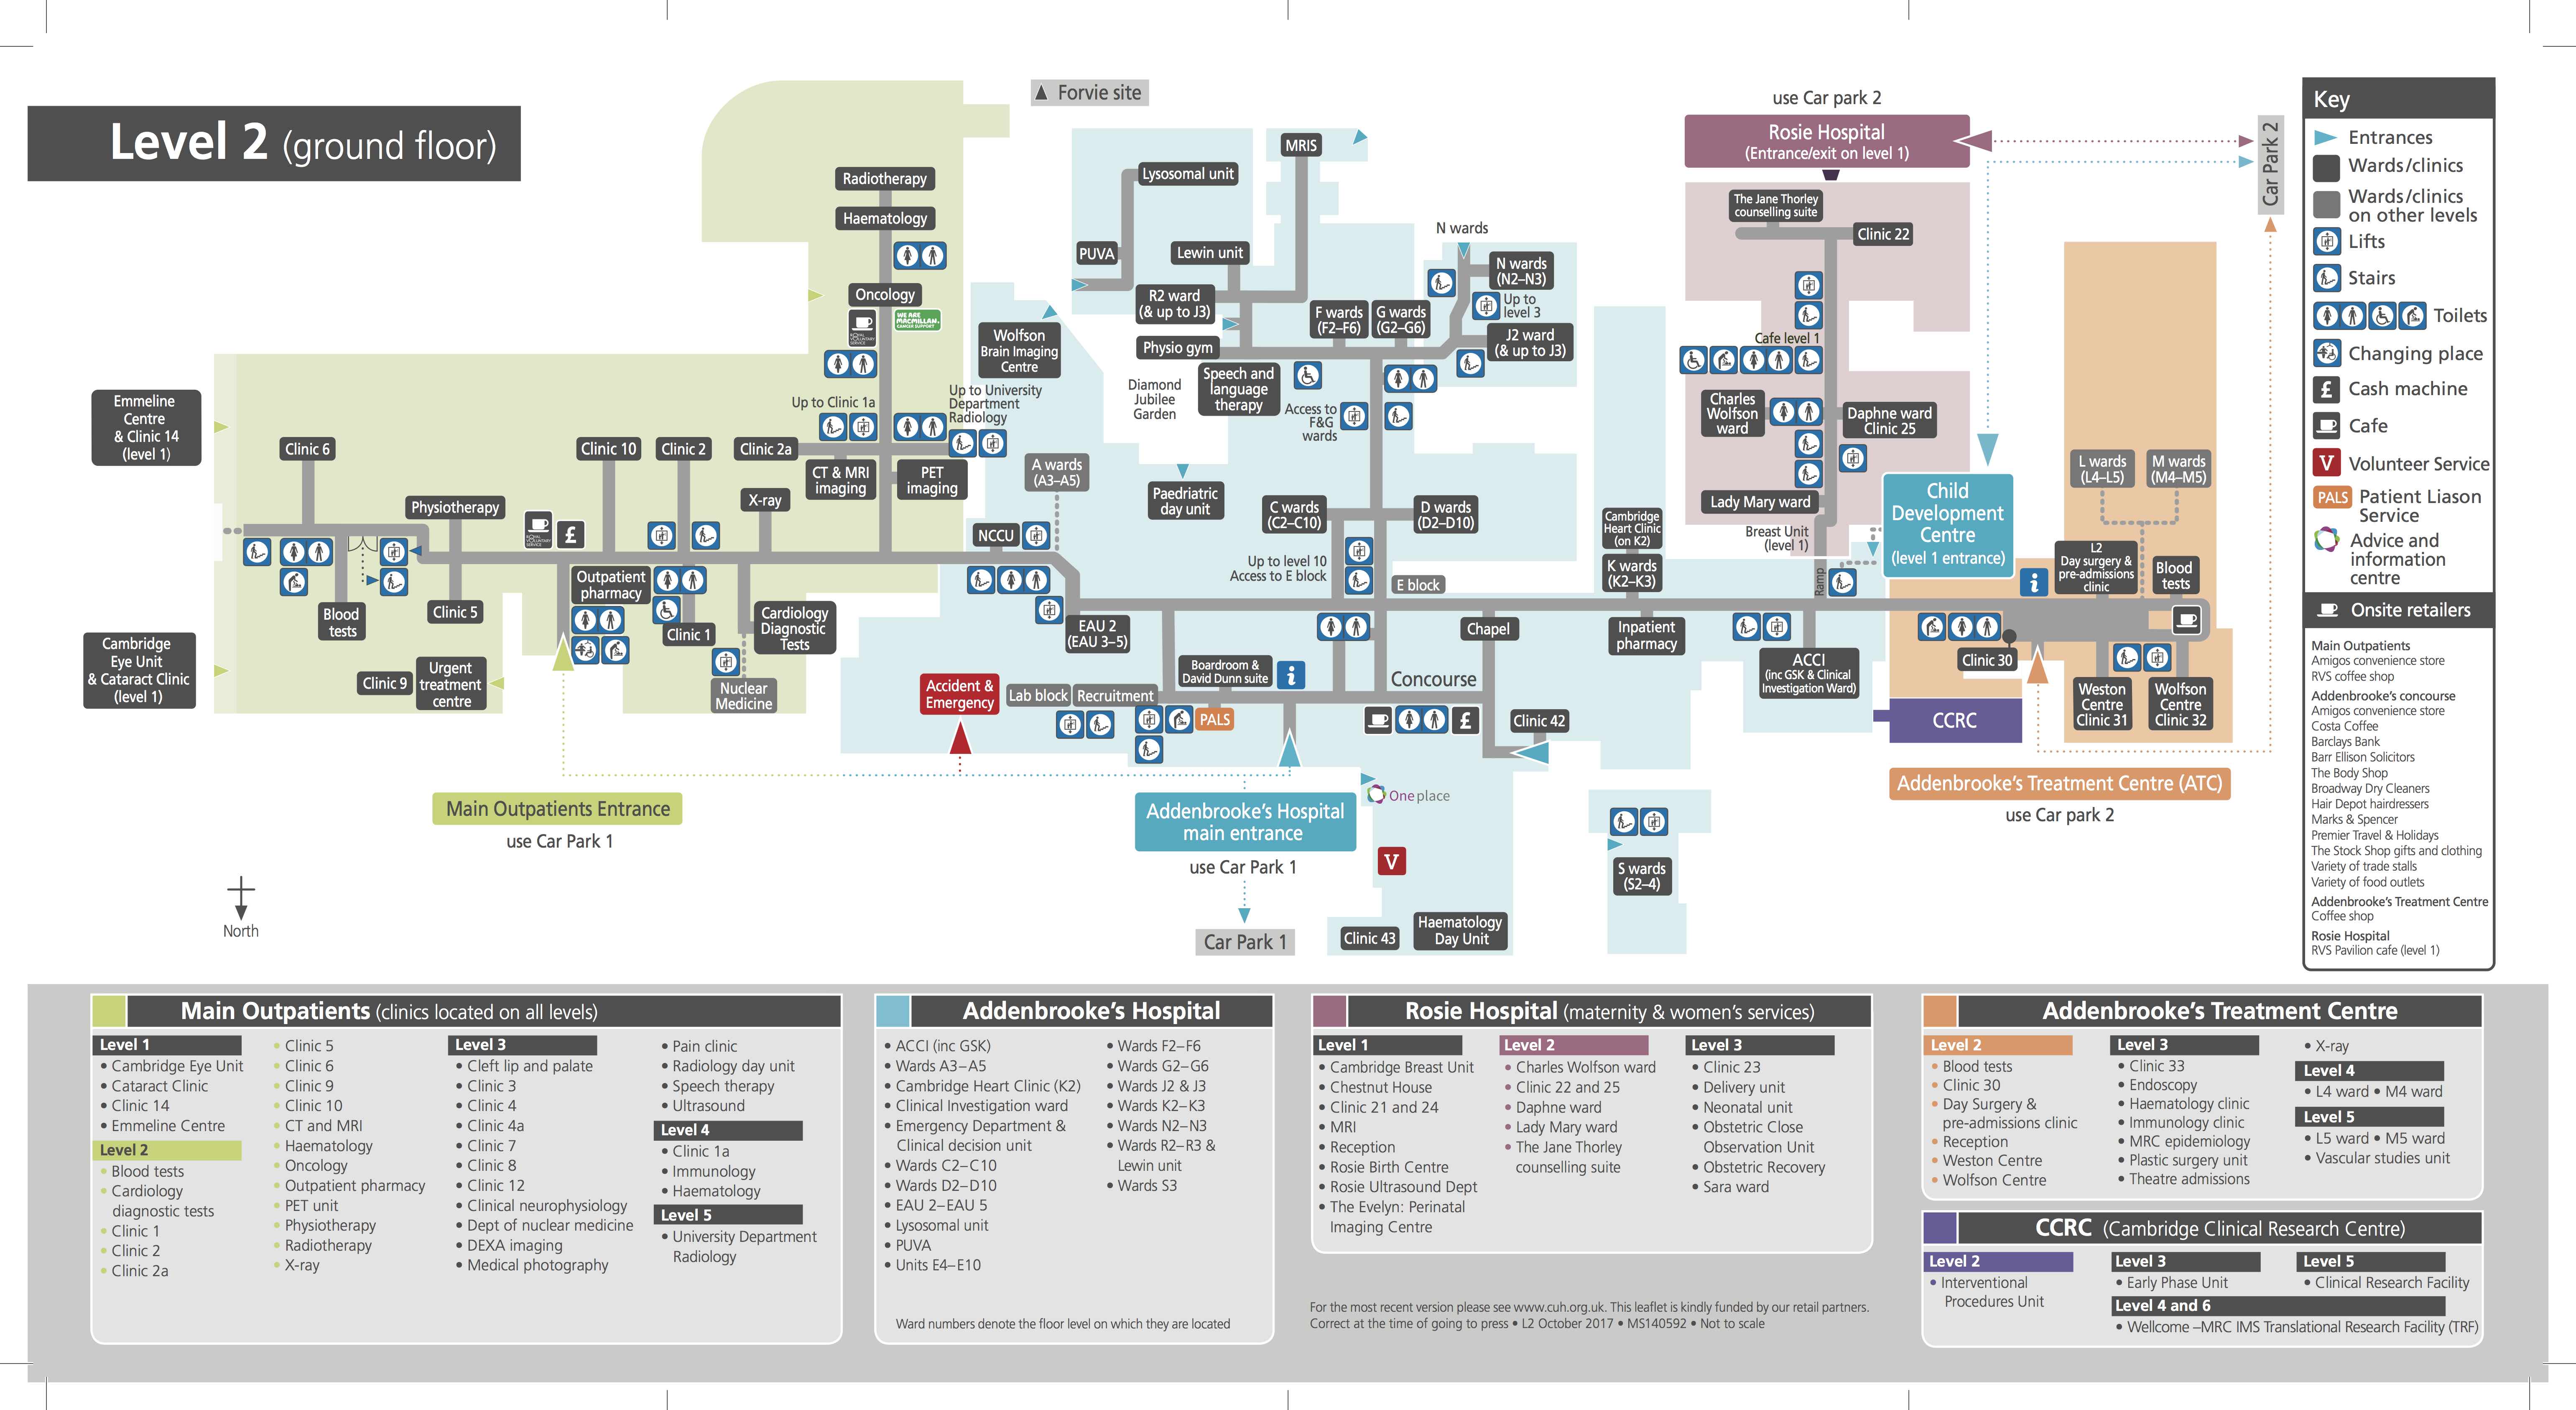 Level 2 (ground floor)
Forvie site
use Car park 2
Rosie Hospital
(Entrance/exit on level 1)
Car Park 2
Radiotherapy
Haematology
Oncology
ROYAL
VOLUNTARY
SERVICE
WE ARE
MACMILLAN.
CANCER SUPPORT
Up to Clinic 1a
Up to University
Department
Radiology
Clinic 2a
CT & MRI
imaging
PET
imaging
X-ray
Emmeline
Centre
& Clinic 14
(level 1)
Clinic 6
Clinic 10
Clinic 2
Physiotherapy
ROYAL
VOLUNTARY
SERVICE
£
Blood
tests
Clinic 5
Outpatient
pharmacy
Clinic 1
Cardiology
Diagnostic
Tests
Nuclear
Medicine
Cambridge
Eye Unit
& Cataract Clinic
(level 1)
Clinic 9
Urgent
treatment
centre
Main Outpatients Entrance
use Car Park 1
North
Lysosomal unit
MRIS
PUVA
Lewin unit
R2 ward
(& up to J3)
Physio gym
Wolfson
Brain Imaging
Centre
Diamond
Jubilee
Garden
Speech and
language
therapy
F wards
(F2–F6)
G wards
(G2–G6)
N wards
N wards
(N2–N3)
Up to
level 3
J2 ward
(& up to J3)
Access to
F&G
wards
A wards
(A3–A5)
Paedriatric
day unit
C wards
(C2–C10)
D wards
(D2–D10)
NCCU
Up to level 10
Access to E block
E block
EAU 2
(EAU 3–5)
Accident &
Emergency
Lab block
Recruitment
Boardroom &
David Dunn suite
i
PALS
Concourse
£
Chapel
Clinic 42
Cambridge
Heart Clinic
(on K2)
K wards
(K2–K3)
Inpatient
pharmacy
Addenbrooke's Hospital
main entrance
use Car Park 1
Car Park 1
Oneplace
V
Clinic 43
Haematology
Day Unit
S wards
(S2–4)
The Jane Thorley
counselling suite
Clinic 22
Cafe level 1
Charles
Wolfson
ward
Daphne ward
Clinic 25
Lady Mary ward
Breast Unit
(level 1)
Ramp
ACCI
(inc GSK & Clinical
Investigation Ward)
Child
Development
Centre
(level 1 entrance)
L wards
(L4–L5)
M wards
(M4–M5)
i
L2
Day surgery &
pre-admissions
clinic
Blood
tests
Clinic 30
Weston
Centre
Clinic 31
Wolfson
Centre
Clinic 32
CCRC
Addenbrooke's Treatment Centre (ATC)
use Car park 2
Key
Entrances
Wards/clinics
Wards/clinics
on other levels
Lifts
Stairs
Toilets
Changing place
£ Cash machine
Cafe
V Volunteer Service
PALS Patient Liason
Service
Advice and
information
centre
Onsite retailers
Main Outpatients
Amigos convenience store
RVS coffee shop
Addenbrooke's concourse
Amigos convenience store
Costa Coffee
Barclays Bank
Barr Ellison Solicitors
The Body Shop
Broadway Dry Cleaners
Hair Depot hairdressers
Marks & Spencer
Premier Travel & Holidays
The Stock Shop gifts and clothing
Variety of trade stalls
Variety of food outlets
Addenbrooke's Treatment Centre
Coffee shop
Rosie Hospital
RVS Pavilion cafe (level 1)
Main Outpatients (clinics located on all levels)
Level 1
• Cambridge Eye Unit
• Cataract Clinic
• Clinic 14
• Emmeline Centre
Level 2
• Blood tests
• Cardiology
diagnostic tests
• Clinic 1
• Clinic 2
• Clinic 2a
• Clinic 5
• Clinic 6
• Clinic 9
• Clinic 10
• CT and MRI
• Haematology
• Oncology
• Outpatient pharmacy
• PET unit
• Physiotherapy
• Radiotherapy
• X-ray
Level 3
• Cleft lip and palate
• Clinic 3
• Clinic 4
• Clinic 4a
• Clinic 7
• Clinic 8
• Clinic 12
• Clinical neurophysiology
• Dept of nuclear medicine
• DEXA imaging
• Medical photography
• Pain clinic
• Radiology day unit
• Speech therapy
• Ultrasound
Level 4
• Clinic 1a
• Immunology
• Haematology
Level 5
• University Department
Radiology
Addenbrooke's Hospital
• ACCI (inc GSK)
• Wards A3–A5
• Cambridge Heart Clinic (K2)
• Clinical Investigation ward
• Emergency Department &
Clinical decision unit
• Wards C2–C10
• Wards D2–D10
• EAU 2–EAU 5
• Lysosomal unit
• PUVA
• Units E4–E10
• Wards F2–F6
• Wards G2–G6
• Wards J2 & J3
• Wards K2–K3
• Wards N2–N3
• Wards R2–R3 &
Lewin unit
• Wards S3
Ward numbers denote the floor level on which they are located
Rosie Hospital (maternity & women's services)
Level 1
• Cambridge Breast Unit
• Chestnut House
• Clinic 21 and 24
• MRI
• Reception
• Rosie Birth Centre
• Rosie Ultrasound Dept
• The Evelyn: Perinatal
Imaging Centre
Level 2
• Charles Wolfson ward
• Clinic 22 and 25
• Daphne ward
• Lady Mary ward
• The Jane Thorley
counselling suite
Level 3
• Clinic 23
• Delivery unit
• Neonatal unit
• Obstetric Close
Observation Unit
• Obstetric Recovery
• Sara ward
For the most recent version please see www.cuh.org.uk. This leaflet is kindly funded by our retail partners.
Correct at the time of going to press • L2 October 2017 • MS140592 • Not to scale
Addenbrooke's Treatment Centre
Level 2
• Blood tests
• Clinic 30
• Day Surgery &
pre-admissions clinic
• Reception
• Weston Centre
• Wolfson Centre
Level 3
• Clinic 33
• Endoscopy
• Haematology clinic
• Immunology clinic
• MRC epidemiology
• Plastic surgery unit
• Theatre admissions
• X-ray
Level 4
• L4 ward • M4 ward
Level 5
• L5 ward • M5 ward
• Vascular studies unit
CCRC (Cambridge Clinical Research Centre)
Level 2
• Interventional
Procedures Unit
Level 3
• Early Phase Unit
Level 5
• Clinical Research Facility
Level 4 and 6
• Wellcome –MRC IMS Translational Research Facility (TRF)